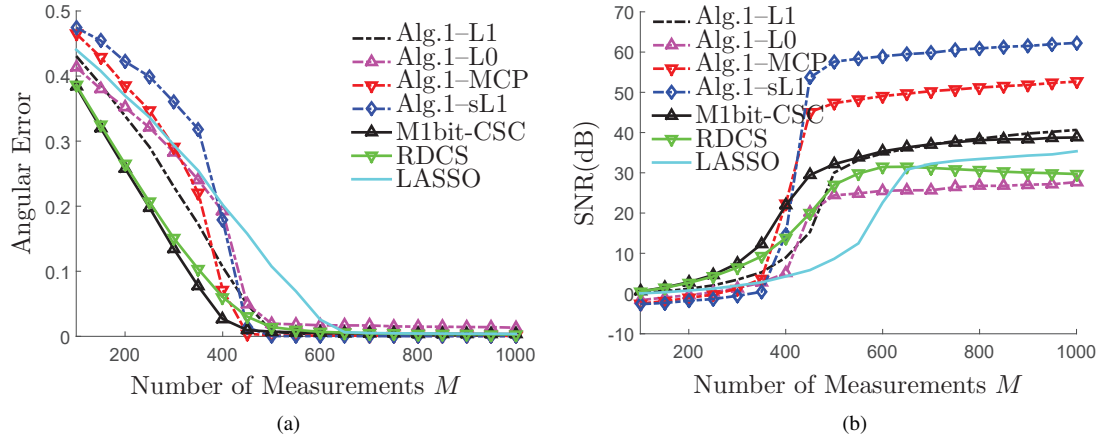 0.5
0.4
0.3
0.2
0.1
0
Angular Error
200
400
600
800
1000
Number of Measurements M
Alg.1–L1
Alg.1–L0
Alg.1–MCP
Alg.1–sL1
M1bit-CSC
RDCS
LASSO
(a)
70
60
50
40
30
20
10
0
-10
SNR(dB)
200
400
600
800
1000
Number of Measurements M
Alg.1–L1
Alg.1–L0
Alg.1–MCP
Alg.1–sL1
M1bit-CSC
RDCS
LASSO
(b)